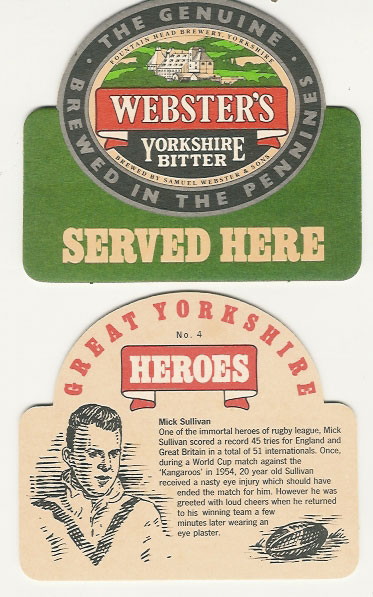 THE GENUINE
FOUNTAIN HEAD BREWERY, YORKSHIRE
WEBSTER'S
YORKSHIRE
BITTER
BREWED BY SAMUEL WEBSTER & SONS
· BREWED IN THE PENNINES ·
SERVED HERE
GREAT YORKSHIRE
No. 4
HEROES
Mick Sullivan
One of the immortal heroes of rugby league, Mick
Sullivan scored a record 45 tries for England and
Great Britain in a total of 51 internationals. Once,
during a World Cup match against the
'Kangaroos' in 1954, 20 year old Sullivan
received a nasty eye injury which should have
ended the match for him. However he was
greeted with loud cheers when he returned
to his winning team a few
minutes later wearing an
eye plaster.